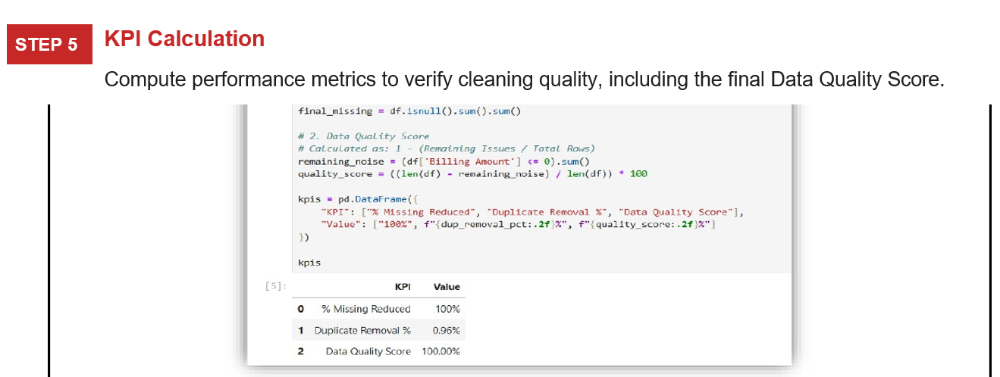 STEP 5
KPI Calculation
Compute performance metrics to verify cleaning quality, including the final Data Quality Score.
final_missing = df.isnull().sum().sum()
# 2. Data Quality Score
# Calculated as: 1 - (Remaining Issues / Total Rows)
remaining_noise = (df['Billing Amount'] <= 0).sum()
quality_score = ((len(df) - remaining_noise) / len(df)) * 100
kpis = pd.DataFrame({
"KPI": ["% Missing Reduced", "Duplicate Removal %", "Data Quality Score"],
"Value": ["100%", f"{dup_removal_pct:.2f}%", f"{quality_score:.2f}%"]
})
kpis
[5]:
KPI Value
0 % Missing Reduced 100%
1 Duplicate Removal % 0.96%
2 Data Quality Score 100.00%